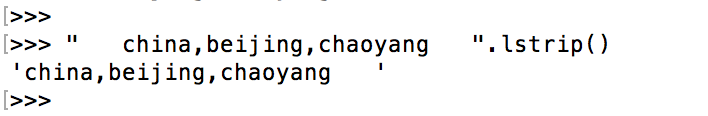 [>>>
[>>> "   china,beijing,chaoyang   ".lstrip()
'china,beijing,chaoyang   '
[>>>